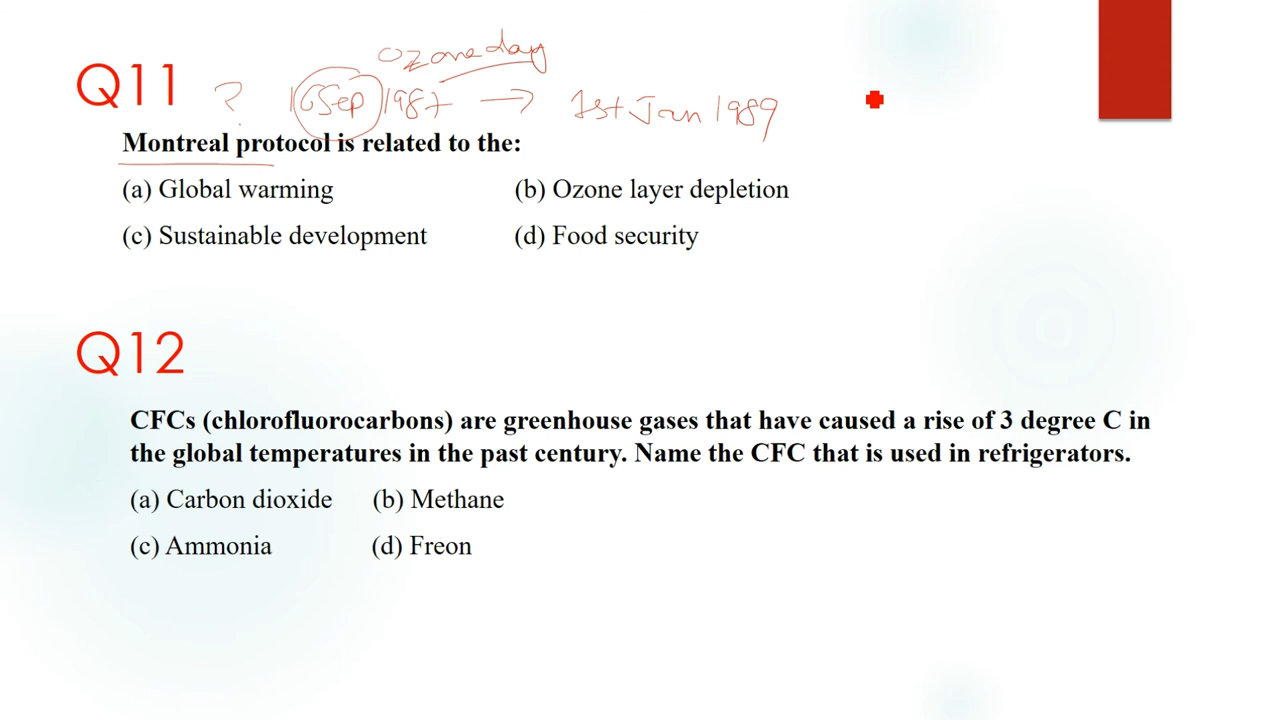 Ozone day
Q11 ? 16 Sep 1987 → 1st Jan 1989
Montreal protocol is related to the:
(a) Global warming (b) Ozone layer depletion
(c) Sustainable development (d) Food security
Q12
CFCs (chlorofluorocarbons) are greenhouse gases that have caused a rise of 3 degree C in
the global temperatures in the past century. Name the CFC that is used in refrigerators.
(a) Carbon dioxide (b) Methane
(c) Ammonia (d) Freon